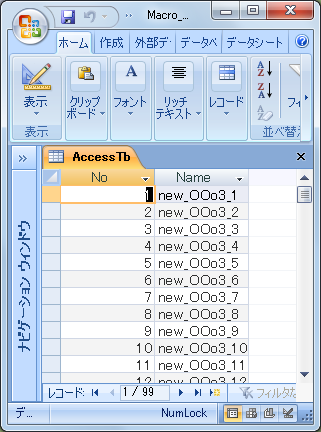 Macro_...
ホーム 作成 外部デ データベ データシート
表示 クリップボード フォント リッチテキスト レコード フィ
表示 並べ替え
AccessTb
No Name
1 new_OOo3_1
2 new_OOo3_2
3 new_OOo3_3
4 new_OOo3_4
5 new_OOo3_5
6 new_OOo3_6
7 new_OOo3_7
8 new_OOo3_8
9 new_OOo3_9
10 new_OOo3_10
11 new_OOo3_11
12 new_OOo3_12
ナビゲーション ウィンドウ
レコード: 1 / 99 フィルタな
デ... NumLock